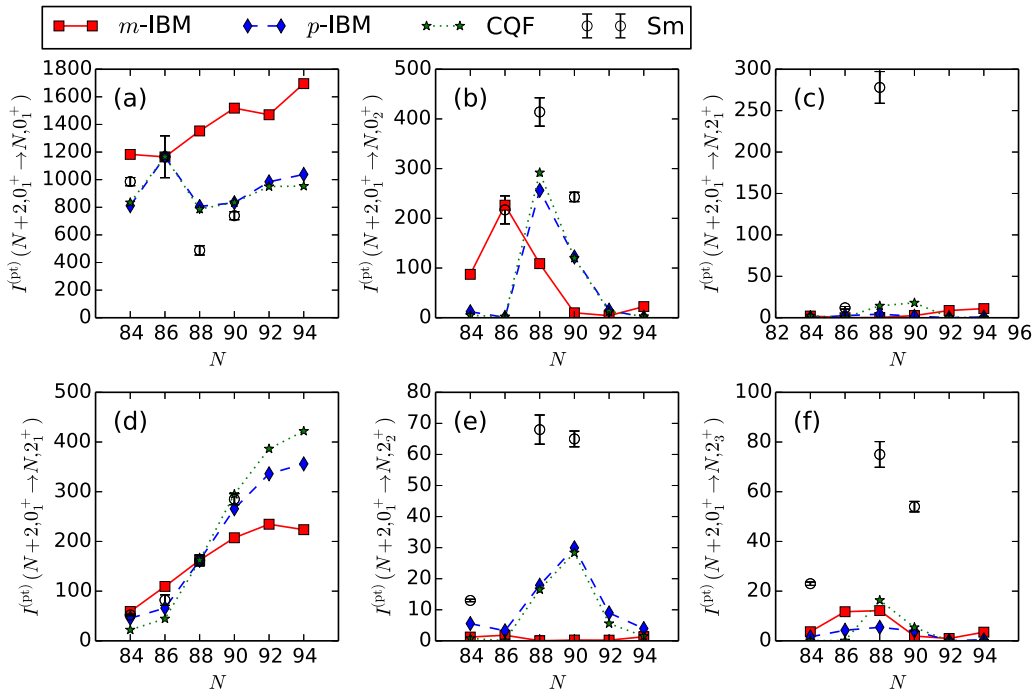 m-IBM p-IBM CQF Sm
(a)
I^(pt) (N+2,0₁⁺→N,0₁⁺)
1800
1600
1400
1200
1000
800
600
400
200
0
84 86 88 90 92 94
N
(b)
I^(pt) (N+2,0₁⁺→N,0₂⁺)
500
400
300
200
100
0
84 86 88 90 92 94
N
(c)
I^(pt) (N+2,0₁⁺→N,2₁⁺)
300
250
200
150
100
50
0
82 84 86 88 90 92 94 96
N
(d)
I^(pt) (N+2,0₁⁺→N,2₁⁺)
500
400
300
200
100
0
84 86 88 90 92 94
N
(e)
I^(pt) (N+2,0₁⁺→N,2₂⁺)
80
70
60
50
40
30
20
10
0
84 86 88 90 92 94
N
(f)
I^(pt) (N+2,0₁⁺→N,2₃⁺)
100
80
60
40
20
0
84 86 88 90 92 94
N